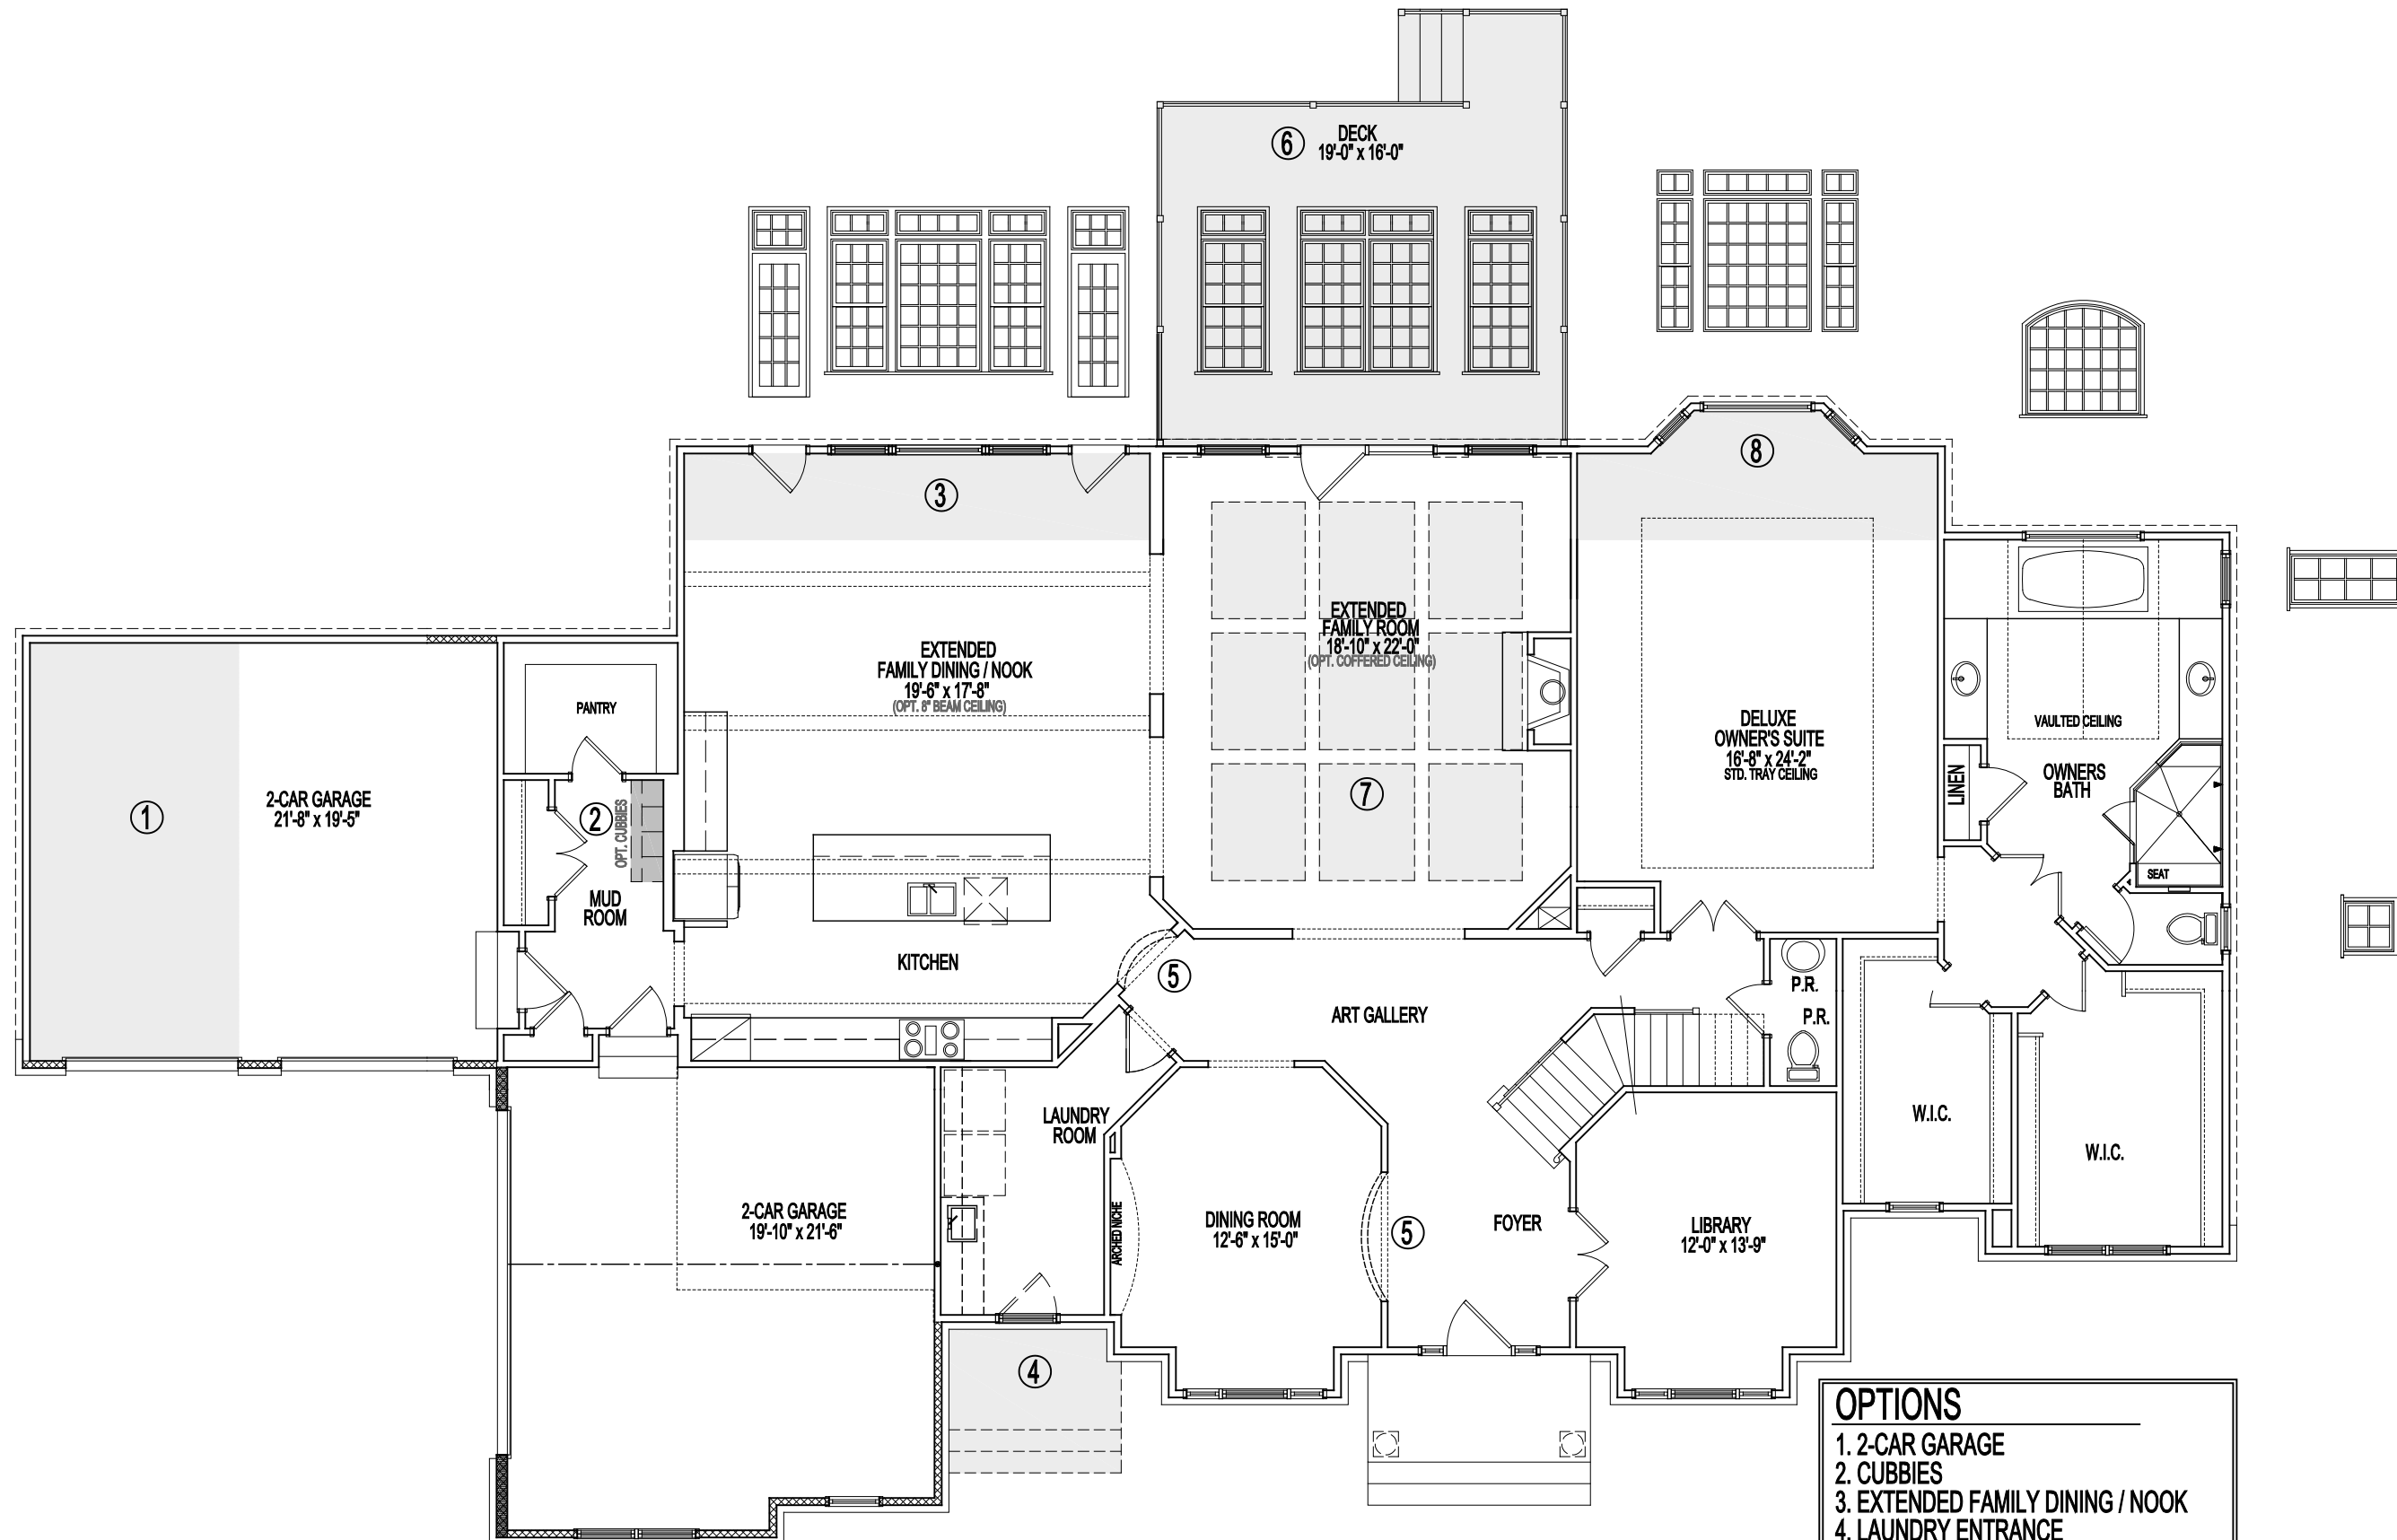 6
DECK
19'-0" x 16'-0"
8
3
EXTENDED
FAMILY ROOM
18'-10" x 22'-0"
(OPT. COFFERED CEILING)
EXTENDED
FAMILY DINING / NOOK
19'-6" x 17'-8"
(OPT. 8" BEAM CEILING)
PANTRY
DELUXE
OWNER'S SUITE
16'-8" x 24'-2"
STD. TRAY CEILING
VAULTED CEILING
LINEN
OWNERS
BATH
1
2-CAR GARAGE
21'-8" x 19'-5"
2
OPT. CUBBIES
7
SEAT
MUD
ROOM
KITCHEN
5
ART GALLERY
P.R.
P.R.
LAUNDRY
ROOM
W.I.C.
W.I.C.
2-CAR GARAGE
19'-10" x 21'-6"
ARCHED NICHE
DINING ROOM
12'-6" x 15'-0"
5
FOYER
LIBRARY
12'-0" x 13'-9"
4
OPTIONS
1. 2-CAR GARAGE
2. CUBBIES
3. EXTENDED FAMILY DINING / NOOK
4. LAUNDRY ENTRANCE